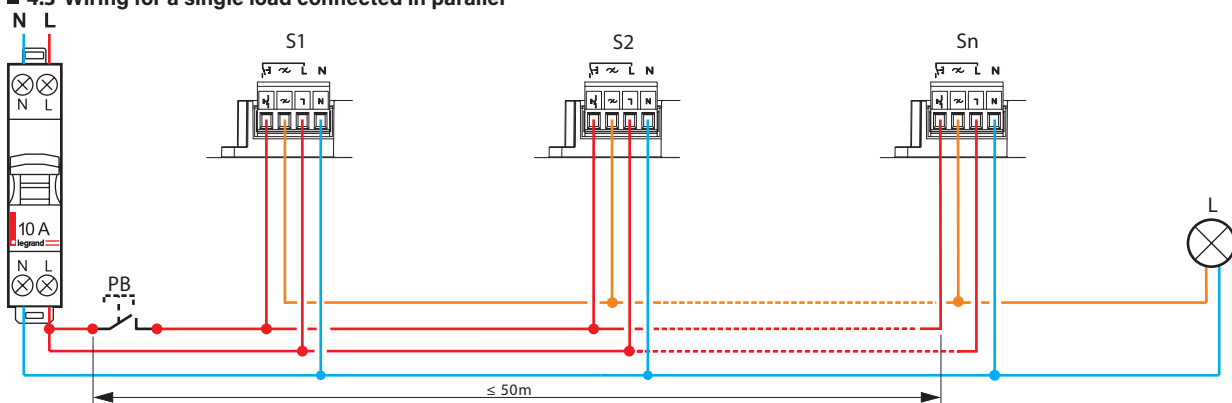 4.3 Wiring for a single load connected in parallel
N L
S1
S2
Sn
L N
L N
L N
N L
L N
L N
L N
10 A
legrand
N L
PB
L
≤ 50m